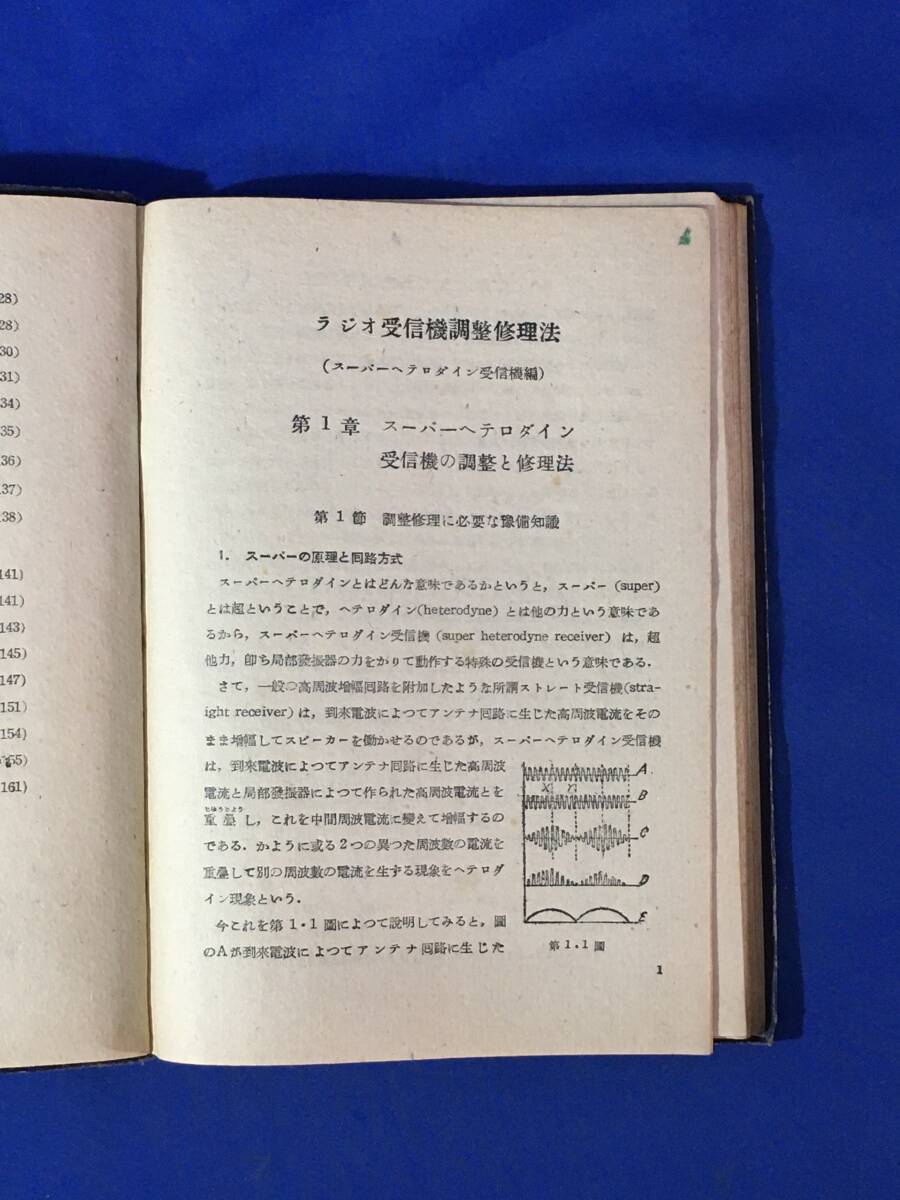 28)
28)
30)
31)
34)
35)
136)
137)
138)
141)
141)
143)
145)
147)
151)
154)
155)
161)
ラジオ受信機調整修理法
(スーパーヘテロダイン受信機編)
第1章 スーパーヘテロダイン
受信機の調整と修理法
第1節 調整修理に必要な豫備知識
1. スーパーの原理と回路方式
スーパーヘテロダインとはどんな意味であるかというと,スーパー(super)
とは超ということで,ヘテロダイン(heterodyne)とは他の力という意味であ
るから,スーパーヘテロダイン受信機(super heterodyne receiver)は,超
他力,卽ち局部發振器の力をかりて動作する特殊の受信機という意味である.
さて,一般の高周波增幅回路を附加したような所謂ストレート受信機(stra-
ight receiver)は,到来電波によつてアンテナ回路に生じた高周波電流をその
まま增幅してスピーカーを働かせるのであるが,スーパーヘテロダイン受信機
は,到来電波によつてアンテナ回路に生じた高周波
電流と局部發振器によつて作られた高周波電流とを
重疊し,これを中間周波電流に變えて增幅するの
である.かように或る2つの異つた周波數の電流を
重疊して別の周波數の電流を生ずる現象をヘテロダ
イン現象という.
今これを第1・1圖によつて説明してみると,圖
のAが到来電波によつてアンテナ回路に生じた
A
X Y
B
C
D
E
第1.1圖
1